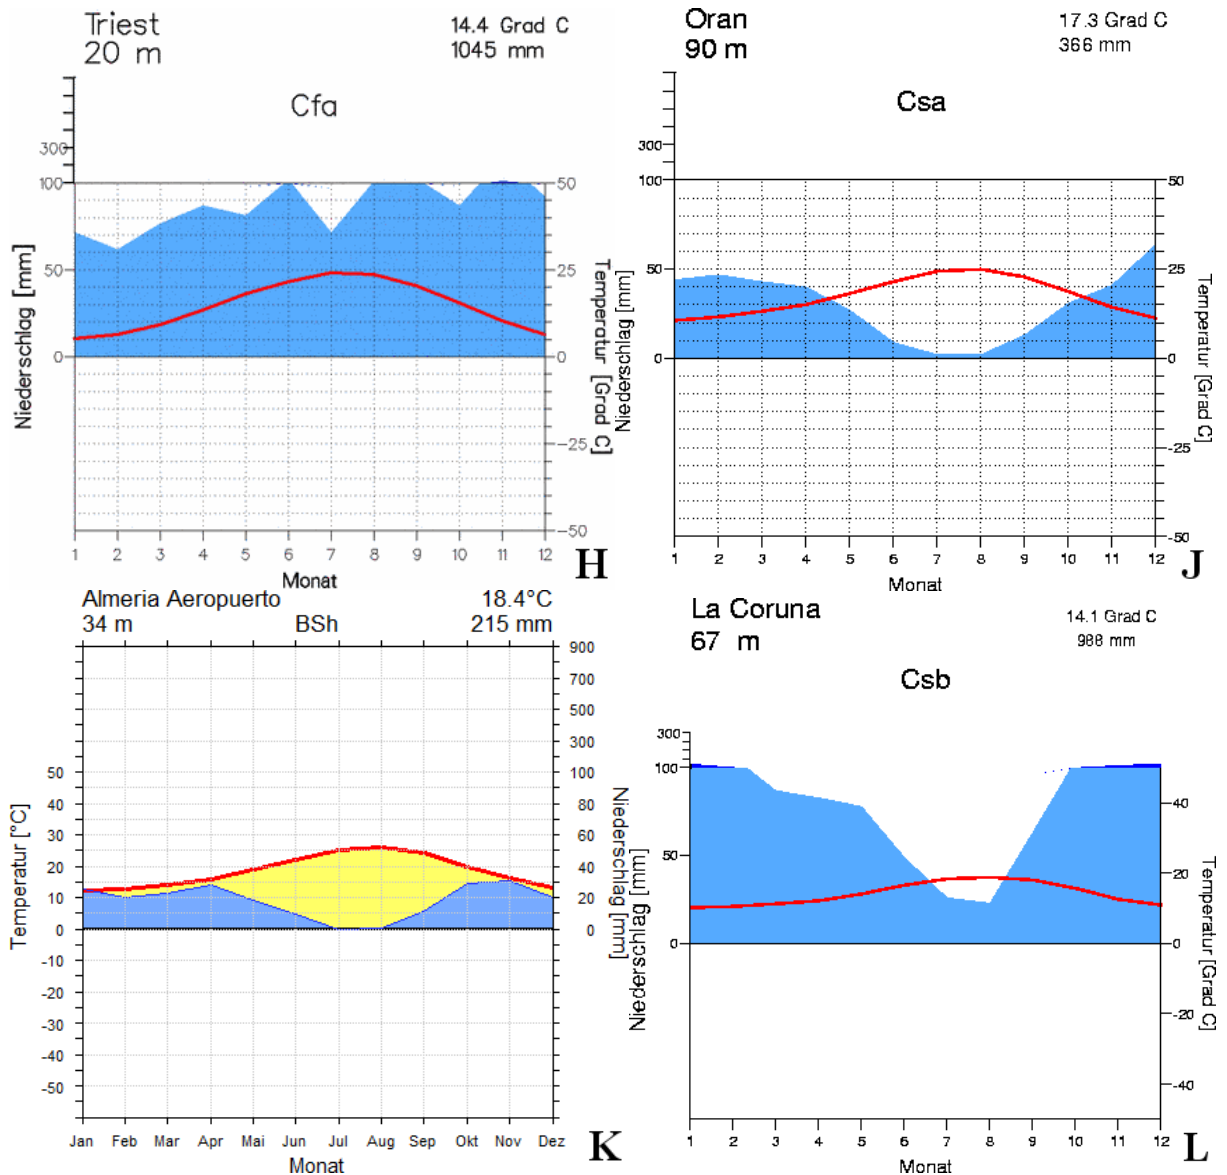 Triest
20 m
14.4 Grad C
1045 mm
Cfa
300
100
50
0
50
25
0
-25
-50
Niederschlag [mm]
Temperatur [Grad C]
1 2 3 4 5 6 7 8 9 10 11 12
Monat
H
Oran
90 m
17.3 Grad C
366 mm
Csa
300
100
50
0
50
25
0
-25
-50
Niederschlag [mm]
Temperatur [Grad C]
1 2 3 4 5 6 7 8 9 10 11 12
Monat
J
Almeria Aeropuerto 18.4°C
34 m BSh 215 mm
900
700
500
300
100
80
60
40
20
0
50
40
30
20
10
0
-10
-20
-30
-40
-50
Temperatur [°C]
Niederschlag [mm]
Jan Feb Mar Apr Mai Jun Jul Aug Sep Okt Nov Dez
Monat
K
La Coruna
67 m
14.1 Grad C
988 mm
Csb
300
100
50
0
40
20
0
-20
-40
Niederschlag [mm]
Temperatur [Grad C]
1 2 3 4 5 6 7 8 9 10 11 12
Monat
L